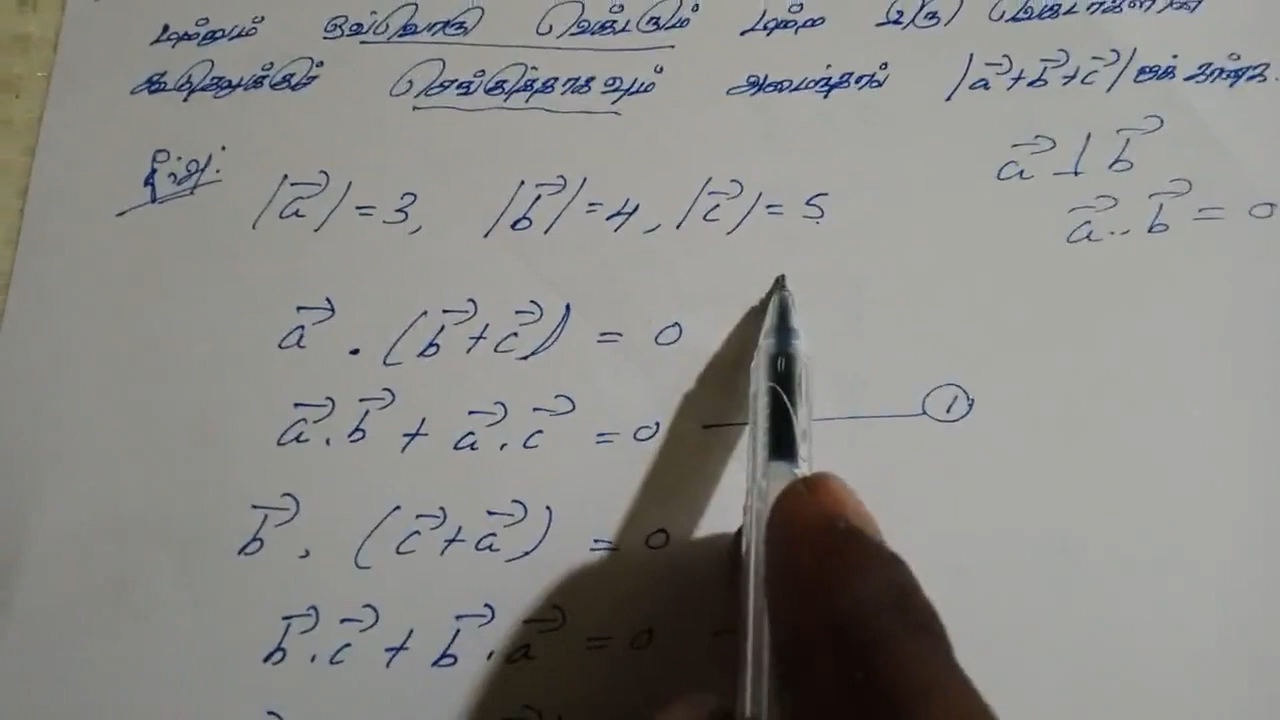 மற்றும் ஒவ்வொரு வெக்டரும் மற்ற இரு வெக்டர்களின்
கூடுதலுக்குச் செங்குத்தாகவும் அமைந்தால் |a⃗+b⃗+c⃗| ஐக் காண்க.
a⃗ ⊥ b⃗
|a⃗| = 3, |b⃗| = 4, |c⃗| = 5
a⃗ . b⃗ = 0
a⃗ . (b⃗+c⃗) = 0
a⃗.b⃗ + a⃗.c⃗ = 0 —— ①
b⃗ . (c⃗+a⃗) = 0
b⃗.c⃗ + b⃗.a⃗ = 0 —